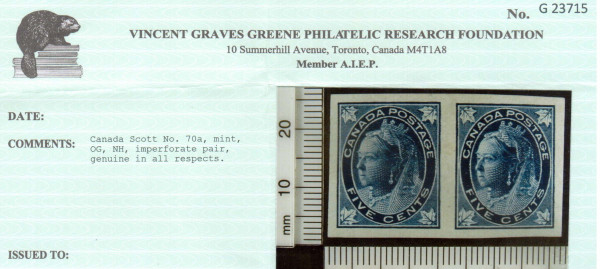 No. G 23715
VINCENT GRAVES GREENE PHILATELIC RESEARCH FOUNDATION
10 Summerhill Avenue, Toronto, Canada M4T1A8
Member A.I.E.P.
DATE:
COMMENTS: Canada Scott No. 70a, mint,
OG, NH, imperforate pair,
genuine in all respects.
20
10
mm
CANADA POSTAGE
FIVE CENTS
CANADA POSTAGE
FIVE CENTS
ISSUED TO: